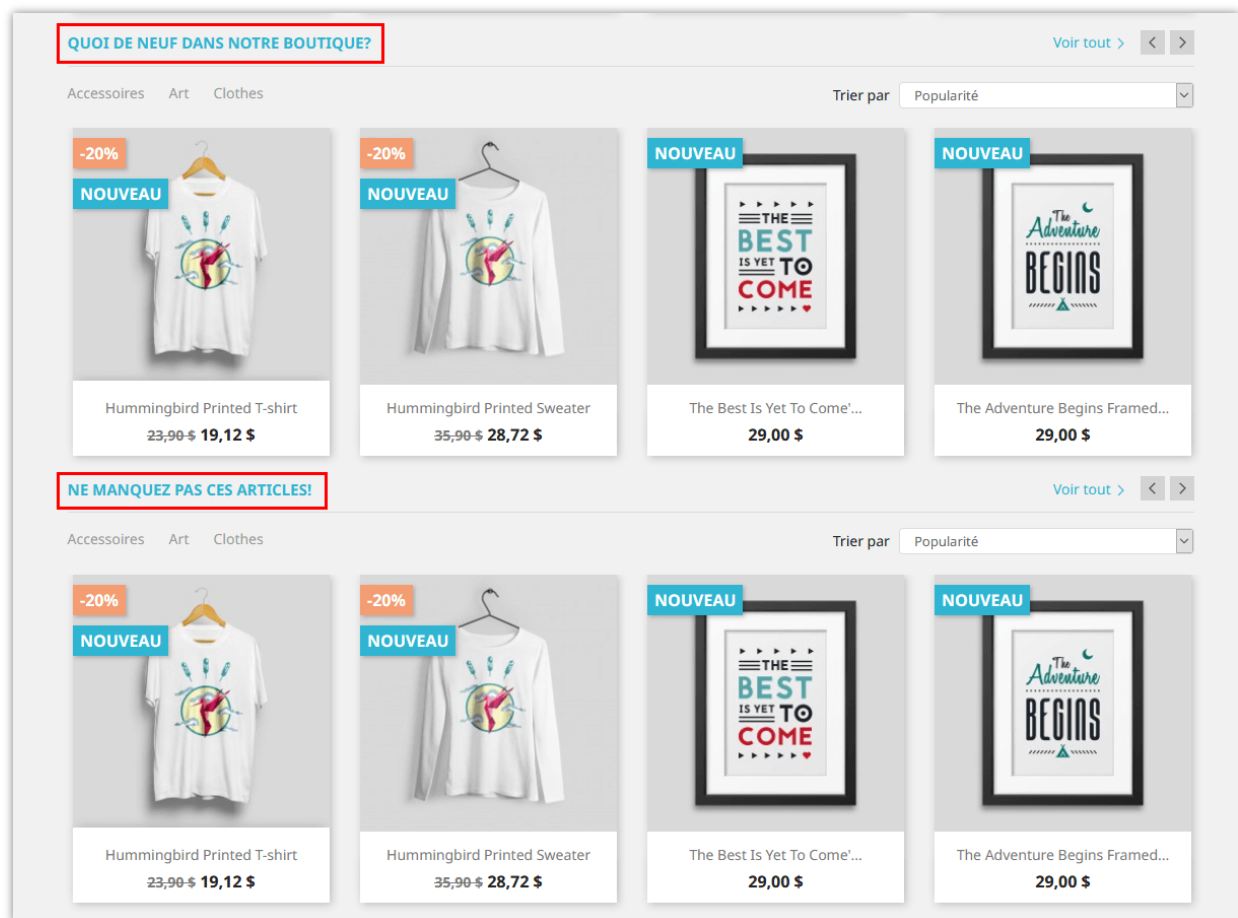 QUOI DE NEUF DANS NOTRE BOUTIQUE?
Voir tout
Accessoires Art Clothes
Trier par Popularité
-20%
NOUVEAU
-20%
NOUVEAU
NOUVEAU
THE
BEST
IS YET TO
COME
NOUVEAU
The
Adventure
BEGINS
Hummingbird Printed T-shirt
23,90 $ 19,12 $
Hummingbird Printed Sweater
35,90 $ 28,72 $
The Best Is Yet To Come'...
29,00 $
The Adventure Begins Framed...
29,00 $
NE MANQUEZ PAS CES ARTICLES!
Voir tout
Accessoires Art Clothes
Trier par Popularité
-20%
NOUVEAU
-20%
NOUVEAU
NOUVEAU
THE
BEST
IS YET TO
COME
NOUVEAU
The
Adventure
BEGINS
Hummingbird Printed T-shirt
23,90 $ 19,12 $
Hummingbird Printed Sweater
35,90 $ 28,72 $
The Best Is Yet To Come'...
29,00 $
The Adventure Begins Framed...
29,00 $